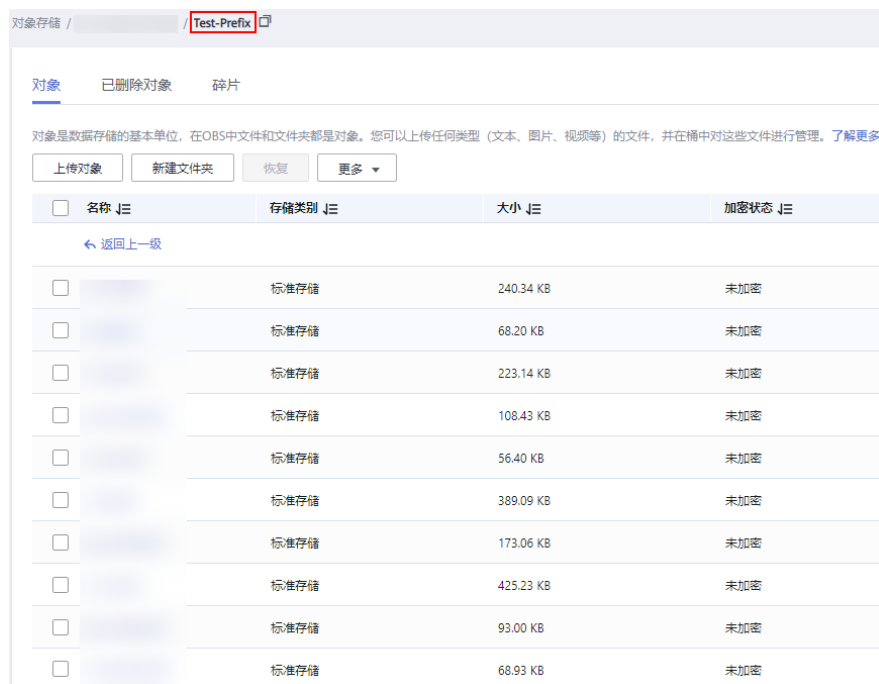 对象存储 / / Test-Prefix
对象 已删除对象 碎片
对象是数据存储的基本单位，在OBS中文件和文件夹都是对象。您可以上传任何类型（文本、图片、视频等）的文件，并在桶中对这些文件进行管理。了解更多
上传对象 新建文件夹 恢复 更多
名称 存储类别 大小 加密状态
返回上一级
标准存储 240.34 KB 未加密
标准存储 68.20 KB 未加密
标准存储 223.14 KB 未加密
标准存储 108.43 KB 未加密
标准存储 56.40 KB 未加密
标准存储 389.09 KB 未加密
标准存储 173.06 KB 未加密
标准存储 425.23 KB 未加密
标准存储 93.00 KB 未加密
标准存储 68.93 KB 未加密